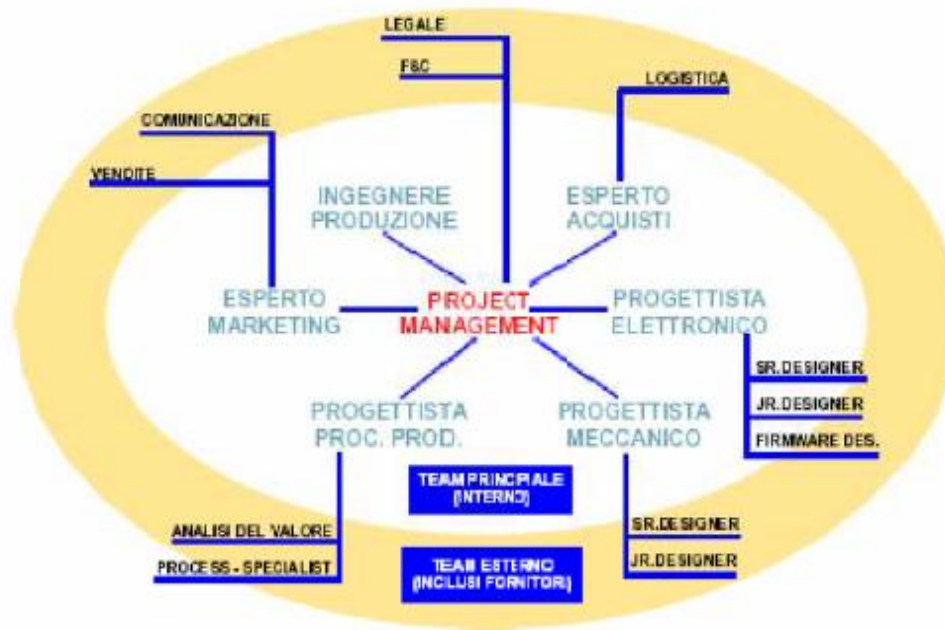 LEGALE
F&C
LOGISTICA
COMUNICAZIONE
VENDITE
INGEGNERE
PRODUZIONE
ESPERTO
ACQUISTI
ESPERTO
MARKETING
PROJECT
MANAGEMENT
PROGETTISTA
ELETTRONICO
SR.DESIGNER
JR.DESIGNER
FIRMWARE DES.
PROGETTISTA
PROC. PROD.
PROGETTISTA
MECCANICO
TEAM PRINCIPIALE
(INTERNO)
ANALISI DEL VALORE
PROCESS - SPECIALIST
SR.DESIGNER
JR.DESIGNER
TEAM ESTERNO
(INCLUSI FORNITORI)